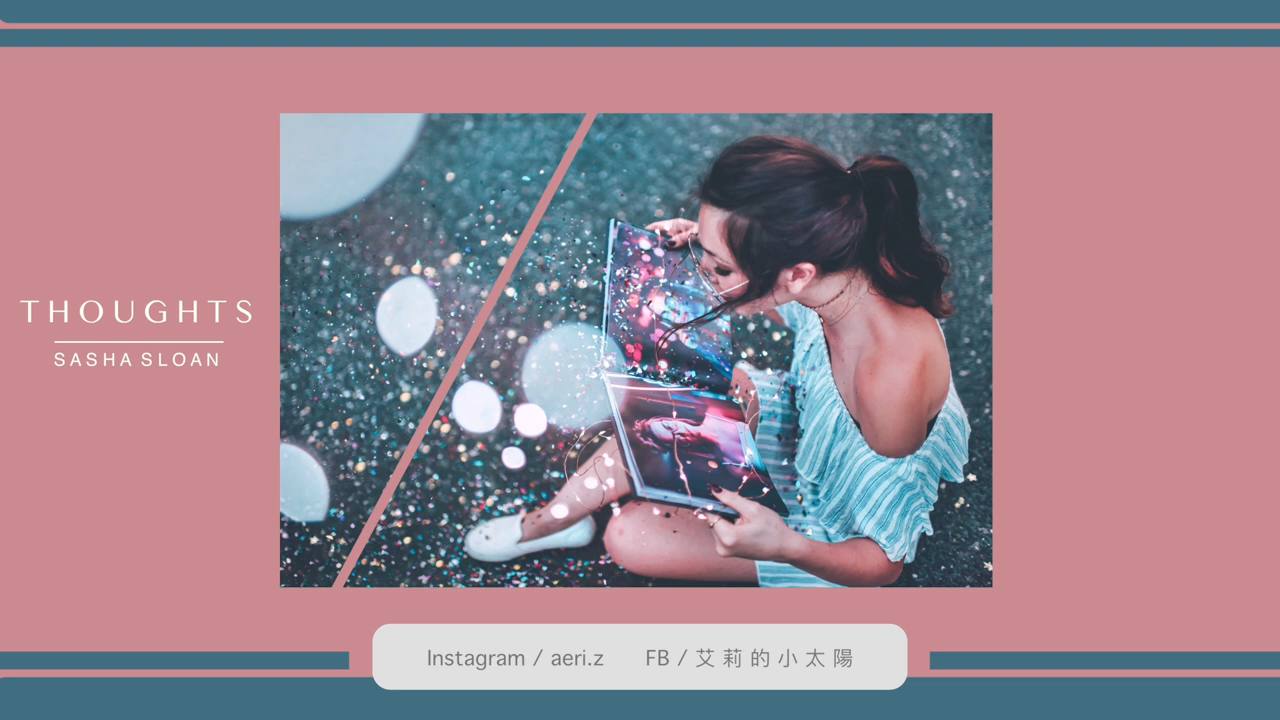 THOUGHTS
SASHA SLOAN
Instagram / aeri.z FB / 艾莉的小太陽